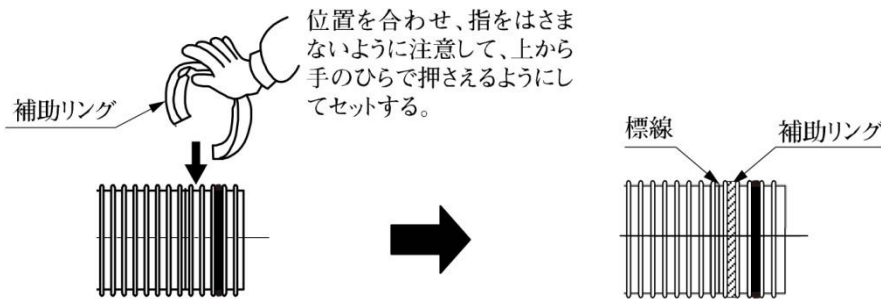 位置を合わせ、指をはさま
ないように注意して、上から
手のひらで押さえるようにし
てセットする。
補助リング
標線
補助リング